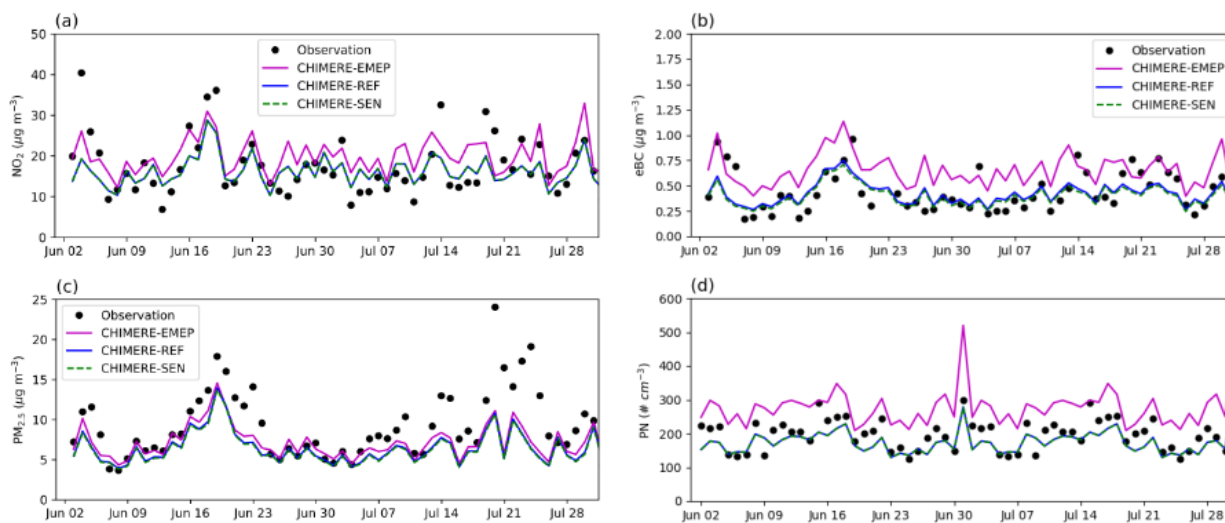 (a)
NO₂ (μg m⁻³)
50
40
30
20
10
0
Observation
CHIMERE-EMEP
CHIMERE-REF
CHIMERE-SEN
Jun 02 Jun 09 Jun 16 Jun 23 Jun 30 Jul 07 Jul 14 Jul 21 Jul 28
(b)
eBC (μg m⁻³)
2.00
1.75
1.50
1.25
1.00
0.75
0.50
0.25
0.00
Observation
CHIMERE-EMEP
CHIMERE-REF
CHIMERE-SEN
Jun 02 Jun 09 Jun 16 Jun 23 Jun 30 Jul 07 Jul 14 Jul 21 Jul 28
(c)
PM₂.₅ (μg m⁻³)
25
20
15
10
5
0
Observation
CHIMERE-EMEP
CHIMERE-REF
CHIMERE-SEN
Jun 02 Jun 09 Jun 16 Jun 23 Jun 30 Jul 07 Jul 14 Jul 21 Jul 28
(d)
PN (# cm⁻³)
600
500
400
300
200
100
0
Jun 02 Jun 09 Jun 16 Jun 23 Jun 30 Jul 07 Jul 14 Jul 21 Jul 28